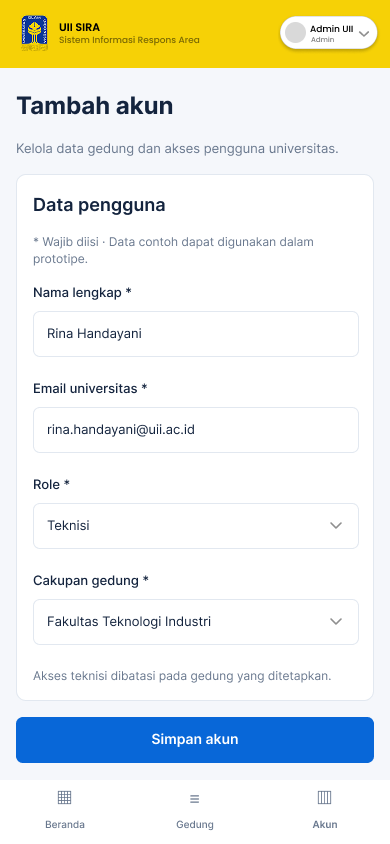 UII SIRA
Sistem Informasi Respons Area
Admin UII
Admin
Tambah akun
Kelola data gedung dan akses pengguna universitas.
Data pengguna
* Wajib diisi · Data contoh dapat digunakan dalam
prototipe.
Nama lengkap *
Rina Handayani
Email universitas *
rina.handayani@uii.ac.id
Role *
Teknisi
Cakupan gedung *
Fakultas Teknologi Industri
Akses teknisi dibatasi pada gedung yang ditetapkan.
Simpan akun
Beranda
Gedung
Akun